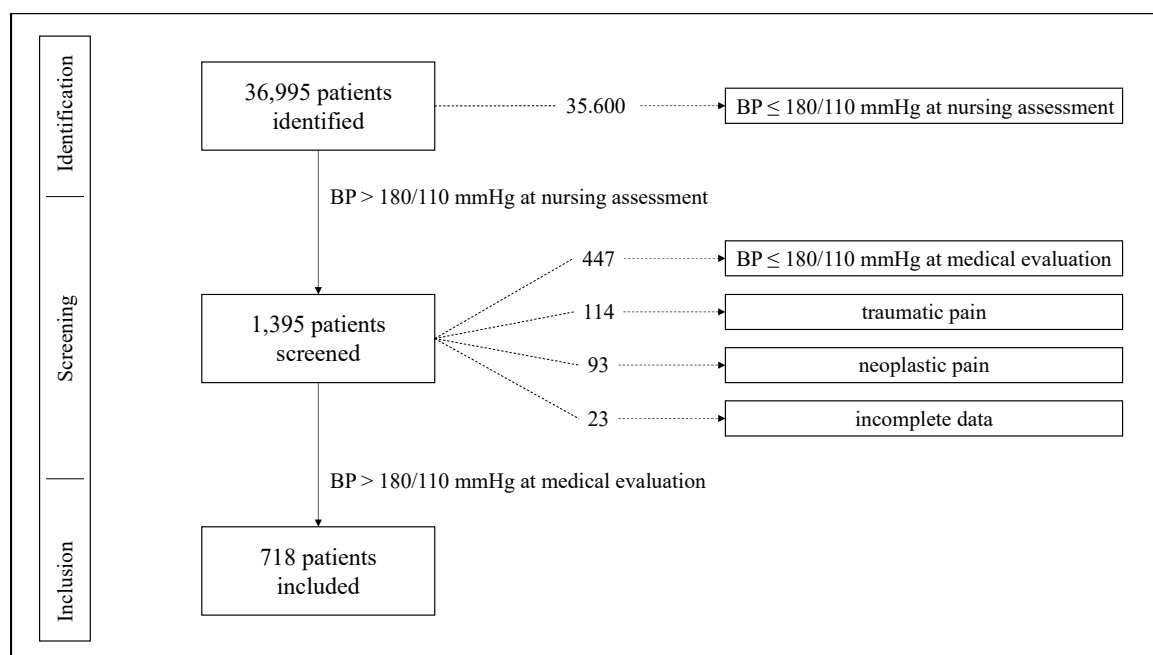 Identification
36,995 patients
identified
35.600
BP ≤ 180/110 mmHg at nursing assessment
BP > 180/110 mmHg at nursing assessment
Screening
1,395 patients
screened
447
BP ≤ 180/110 mmHg at medical evaluation
114
traumatic pain
93
neoplastic pain
23
incomplete data
BP > 180/110 mmHg at medical evaluation
Inclusion
718 patients
included